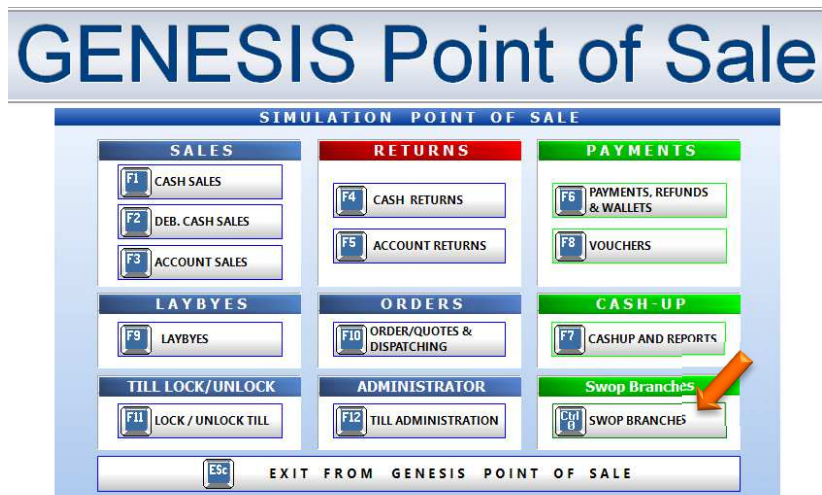 GENESIS Point of Sale
SIMULATION POINT OF SALE
SALES
F1 CASH SALES
F2 DEB. CASH SALES
F3 ACCOUNT SALES
RETURNS
F4 CASH RETURNS
F5 ACCOUNT RETURNS
PAYMENTS
F6 PAYMENTS, REFUNDS
& WALLETS
F8 VOUCHERS
LAYBYES
F9 LAYBYES
ORDERS
F10 ORDER/QUOTES &
DISPATCHING
CASH-UP
F7 CASHUP AND REPORTS
TILL LOCK/UNLOCK
F11 LOCK / UNLOCK TILL
ADMINISTRATOR
F12 TILL ADMINISTRATION
Swop Branches
Ctrl
0 SWOP BRANCHES
ESc EXIT FROM GENESIS POINT OF SALE